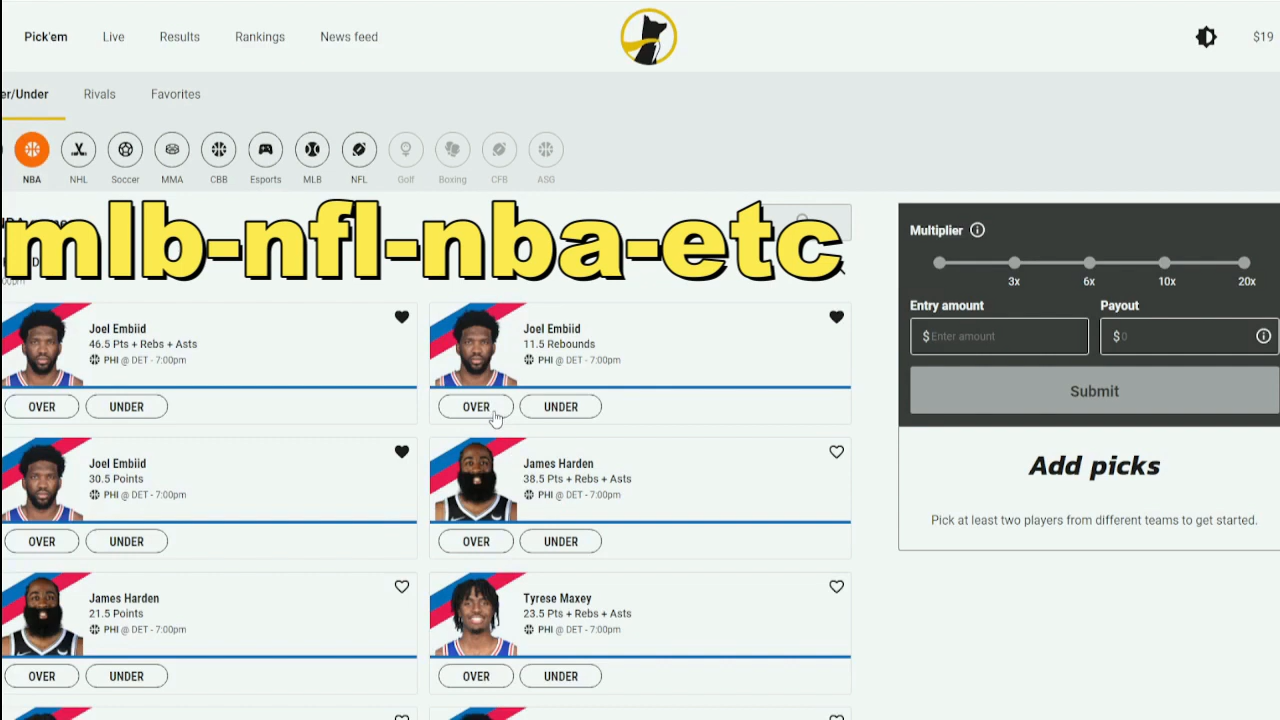 Pick'em Live Results Rankings News feed $19
er/Under Rivals Favorites
NBA NHL Soccer MMA CBB Esports MLB NFL Golf Boxing CFB ASG
mlb-nfl-nba-etc
Multiplier
3x 6x 10x 20x
Entry amount Payout
$ Enter amount $ 0
Submit
Add picks
Pick at least two players from different teams to get started.
Joel Embiid
46.5 Pts + Rebs + Asts
PHI @ DET - 7:00pm
OVER UNDER
Joel Embiid
11.5 Rebounds
PHI @ DET - 7:00pm
OVER UNDER
Joel Embiid
30.5 Points
PHI @ DET - 7:00pm
OVER UNDER
James Harden
38.5 Pts + Rebs + Asts
PHI @ DET - 7:00pm
OVER UNDER
James Harden
21.5 Points
PHI @ DET - 7:00pm
OVER UNDER
Tyrese Maxey
23.5 Pts + Rebs + Asts
PHI @ DET - 7:00pm
OVER UNDER